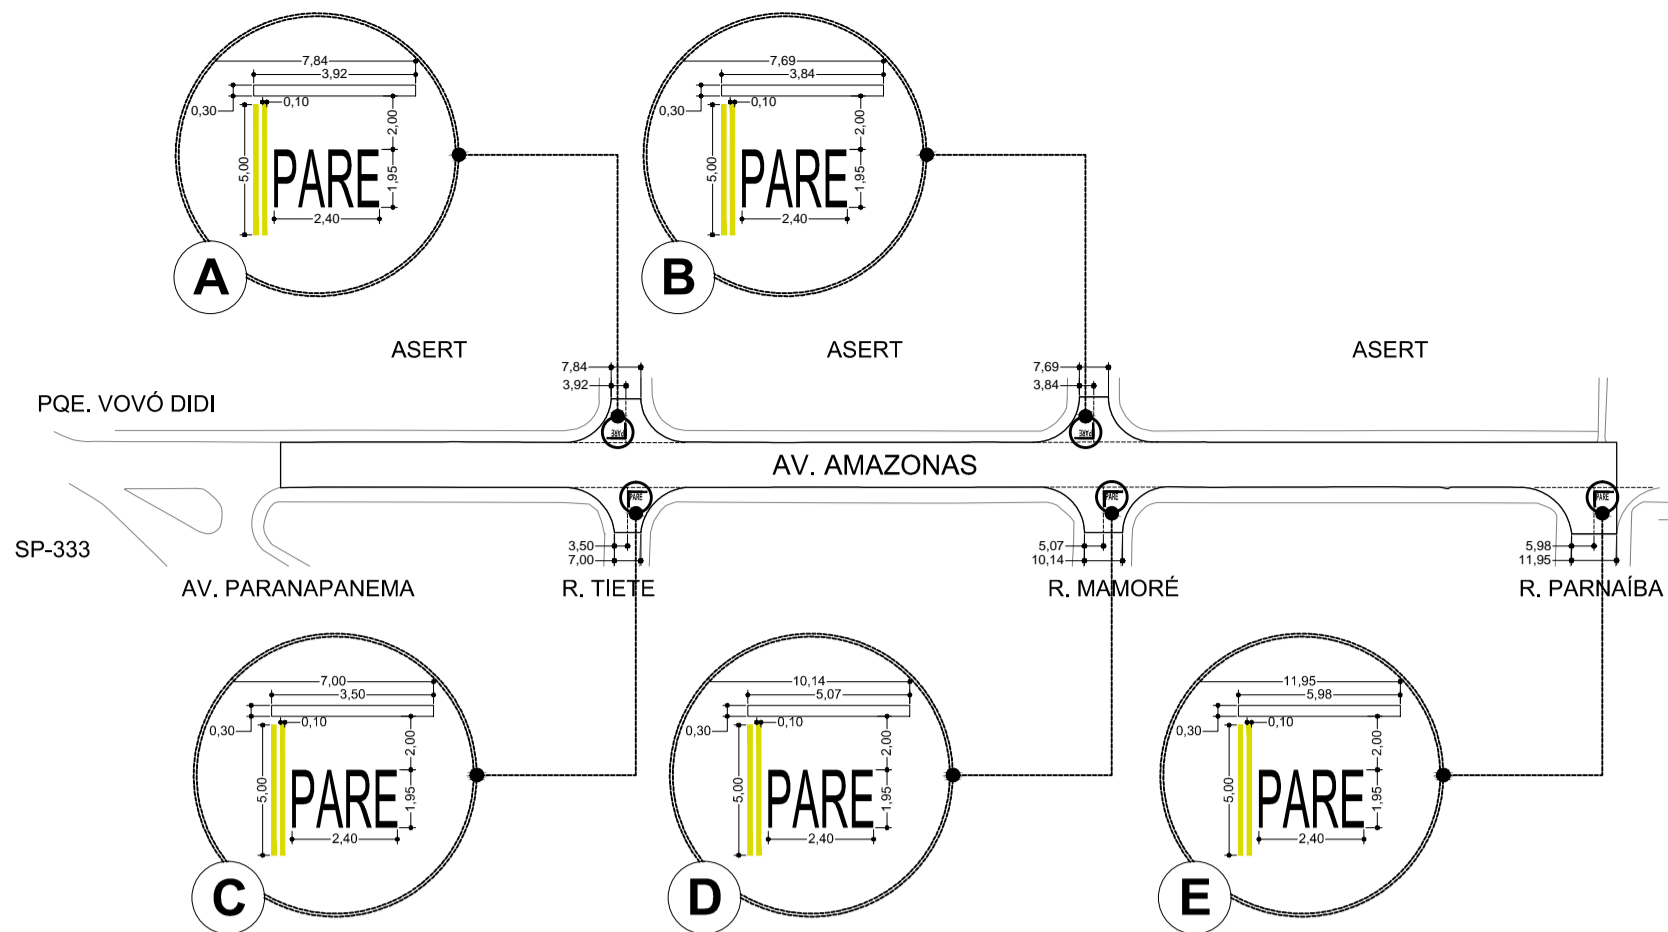 7,84
3,92
0,30
0,10
2,00
5,00
PARE
1,95
2,40
A
7,69
3,84
0,30
0,10
2,00
5,00
PARE
1,95
2,40
B
ASERT
ASERT
ASERT
7,84
3,92
7,69
3,84
PQE. VOVÓ DIDI
PARE
PARE
AV. AMAZONAS
PARE
PARE
PARE
SP-333
3,50
7,00
5,07
10,14
5,98
11,95
AV. PARANAPANEMA
R. TIETE
R. MAMORÉ
R. PARNAÍBA
7,00
3,50
0,30
0,10
2,00
5,00
PARE
1,95
2,40
C
10,14
5,07
0,30
0,10
2,00
5,00
PARE
1,95
2,40
D
11,95
5,98
0,30
0,10
2,00
5,00
PARE
1,95
2,40
E